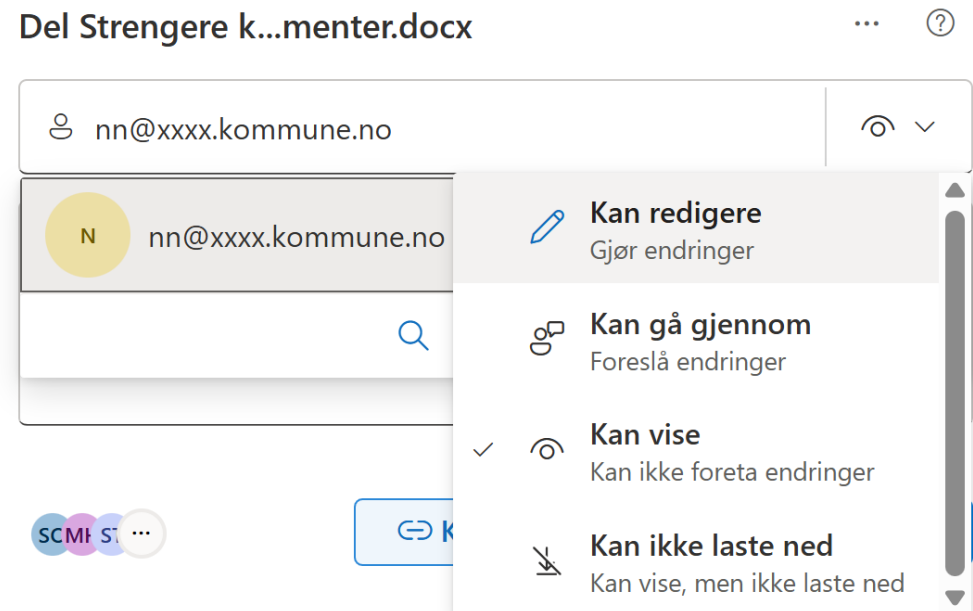 Del Strengere k...menter.docx
nn@xxxx.kommune.no
N
nn@xxxx.kommune.no
Kan redigere
Gjør endringer
Kan gå gjennom
Foreslå endringer
Kan vise
Kan ikke foreta endringer
Kan ikke laste ned
Kan vise, men ikke laste ned
SC
K